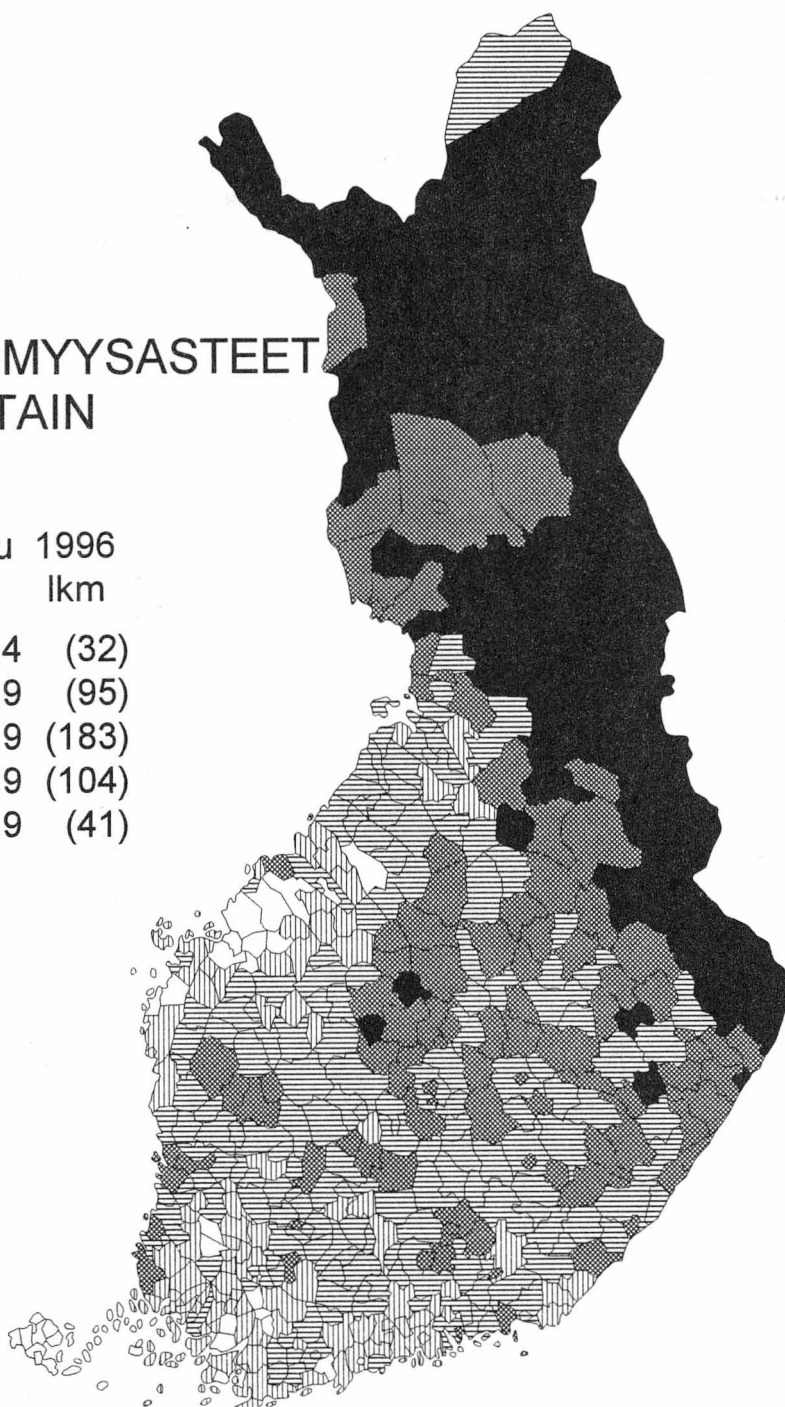 MYYSASTEET
TAIN
u 1996
lkm
4 (32)
9 (95)
9 (183)
9 (104)
9 (41)